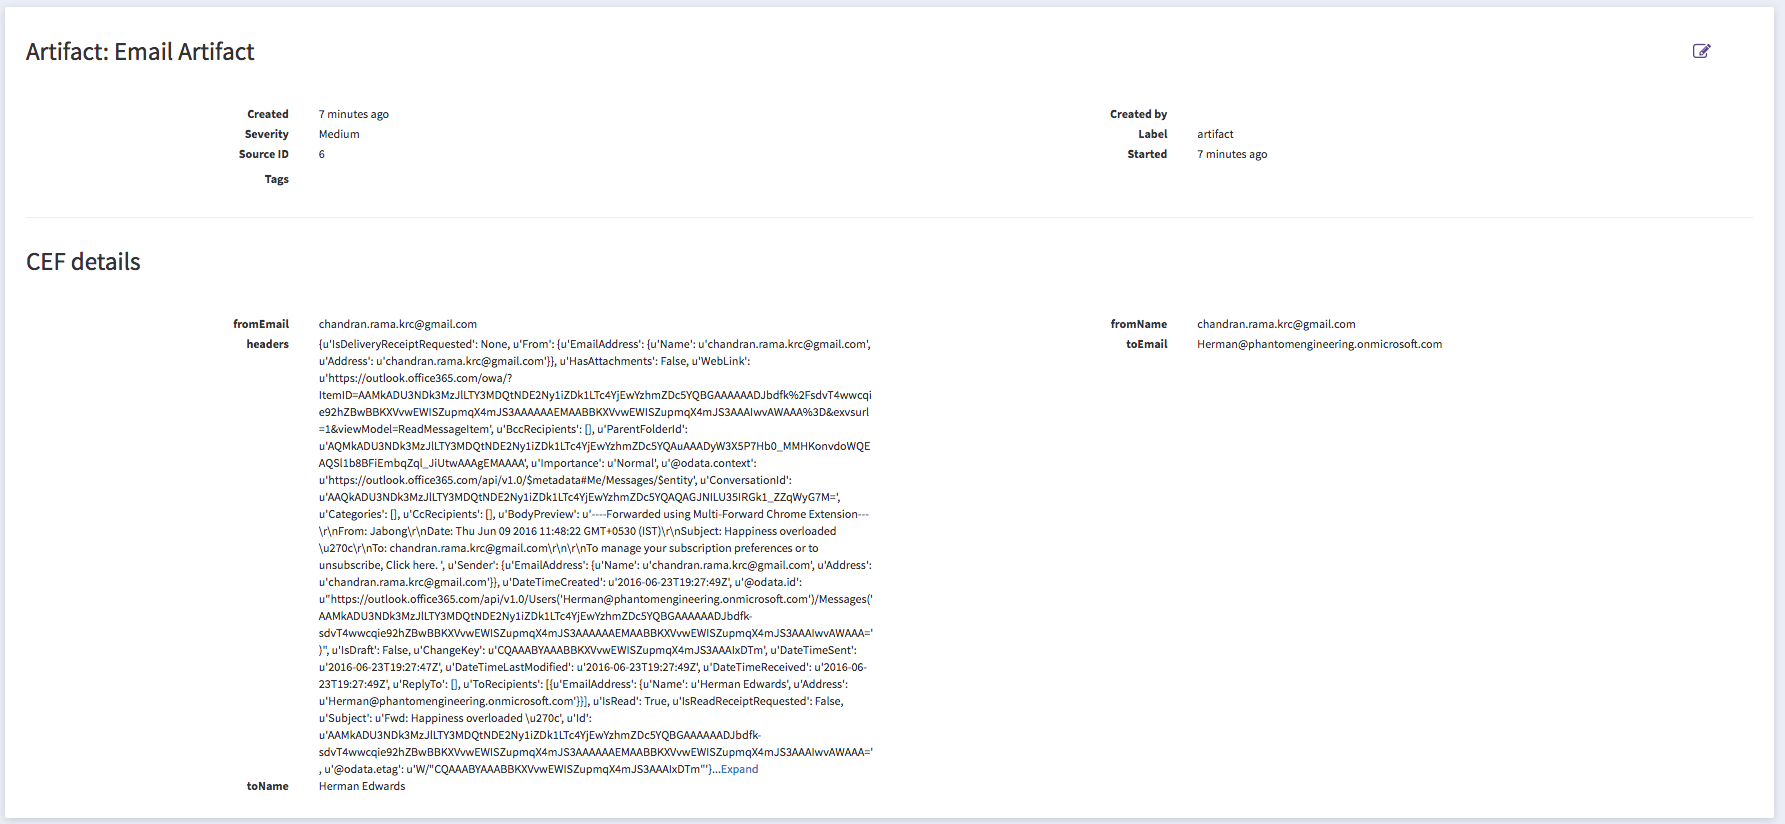 Artifact: Email Artifact
Created 7 minutes ago
Created by
Severity Medium
Label artifact
Source ID 6
Started 7 minutes ago
Tags
CEF details
fromEmail chandran.rama.krc@gmail.com
fromName chandran.rama.krc@gmail.com
toEmail Herman@phantomengineering.onmicrosoft.com
headers {u'IsDeliveryReceiptRequested': None, u'From': {u'EmailAddress': {u'Name': u'chandran.rama.krc@gmail.com',
u'Address': u'chandran.rama.krc@gmail.com'}}, u'HasAttachments': False, u'WebLink':
u'https://outlook.office365.com/owa/?
ItemID=AAMkADU3NDk3MzJlLTY3MDQtNDE2Ny1iZDk1LTc4YjEwYzhmZDc5YQBGAAAAAADJbdfk%2FsdvT4wwcqi
e92hZBwBBKXVvwEWISZupmqX4mJS3AAAAAAEMAABBKXVvwEWISZupmqX4mJS3AAAIwvAWAAA%3D&exvsurl
=1&viewModel=ReadMessageItem', u'BccRecipients': [], u'ParentFolderId':
u'AQMkADU3NDk3MzJlLTY3MDQtNDE2Ny1iZDk1LTc4YjEwYzhmZDc5YQAuAAADyW3X5P7Hb0_MMHKonvdoWQE
AQSl1b8BFiEmbqZql_JiUtwAAAgEMAAAA', u'Importance': u'Normal', u'@odata.context':
u'https://outlook.office365.com/api/v1.0/$metadata#Me/Messages/$entity', u'ConversationId':
u'AAQkADU3NDk3MzJlLTY3MDQtNDE2Ny1iZDk1LTc4YjEwYzhmZDc5YQAQAGJNILU35IRGk1_ZZqWyG7M=',
u'Categories': [], u'CcRecipients': [], u'BodyPreview': u'----Forwarded using Multi-Forward Chrome Extension---
\r\nFrom: Jabong\r\nDate: Thu Jun 09 2016 11:48:22 GMT+0530 (IST)\r\nSubject: Happiness overloaded
\u270c\r\nTo: chandran.rama.krc@gmail.com\r\n\r\nTo manage your subscription preferences or to
unsubscribe, Click here. ', u'Sender': {u'EmailAddress': {u'Name': u'chandran.rama.krc@gmail.com', u'Address':
u'chandran.rama.krc@gmail.com'}}, u'DateTimeCreated': u'2016-06-23T19:27:49Z', u'@odata.id':
u"https://outlook.office365.com/api/v1.0/Users('Herman@phantomengineering.onmicrosoft.com')/Messages('
AAMkADU3NDk3MzJlLTY3MDQtNDE2Ny1iZDk1LTc4YjEwYzhmZDc5YQBGAAAAAADJbdfk-
sdvT4wwcqie92hZBwBBKXVvwEWISZupmqX4mJS3AAAAAAEMAABBKXVvwEWISZupmqX4mJS3AAAIwvAWAAA='
)", u'IsDraft': False, u'ChangeKey': u'CQAAABYAAABBKXVvwEWISZupmqX4mJS3AAAIxDTm', u'DateTimeSent':
u'2016-06-23T19:27:47Z', u'DateTimeLastModified': u'2016-06-23T19:27:49Z', u'DateTimeReceived': u'2016-06-
23T19:27:49Z', u'ReplyTo': [], u'ToRecipients': [{u'EmailAddress': {u'Name': u'Herman Edwards', u'Address':
u'Herman@phantomengineering.onmicrosoft.com'}}], u'IsRead': True, u'IsReadReceiptRequested': False,
u'Subject': u'Fwd: Happiness overloaded \u270c', u'Id':
u'AAMkADU3NDk3MzJlLTY3MDQtNDE2Ny1iZDk1LTc4YjEwYzhmZDc5YQBGAAAAAADJbdfk-
sdvT4wwcqie92hZBwBBKXVvwEWISZupmqX4mJS3AAAAAAEMAABBKXVvwEWISZupmqX4mJS3AAAIwvAWAAA='
, u'@odata.etag': u'W/"CQAAABYAAABBKXVvwEWISZupmqX4mJS3AAAIxDTm"'}...Expand
toName Herman Edwards